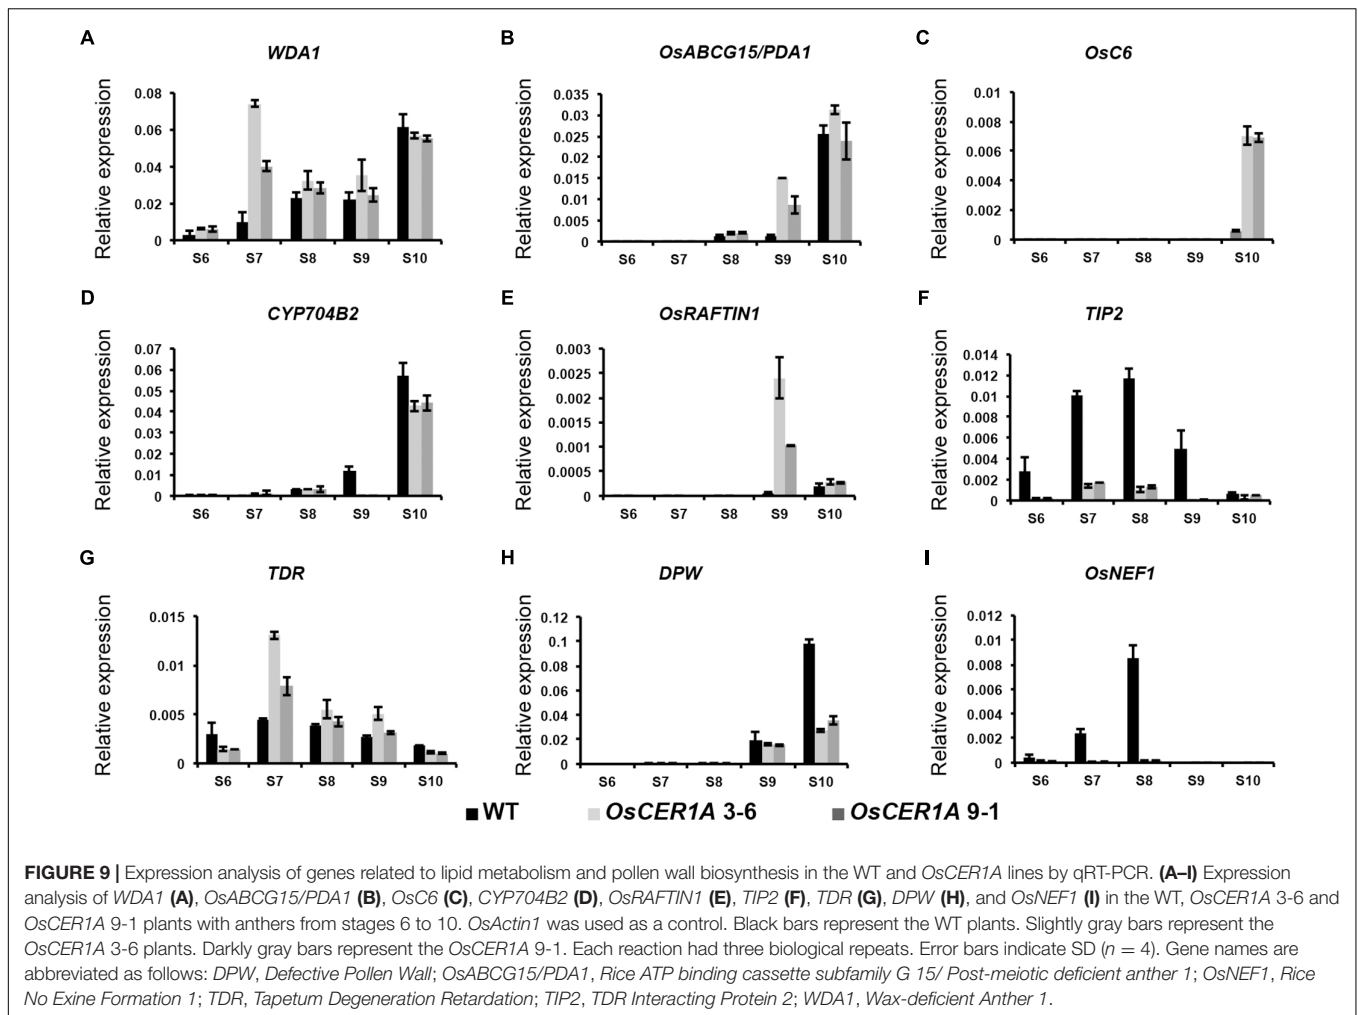 A
WDA1
Relative expression
0.08
0.06
0.04
0.02
0
S6 S7 S8 S9 S10
B
OsABCG15/PDA1
Relative expression
0.035
0.03
0.025
0.02
0.015
0.01
0.005
0
S6 S7 S8 S9 S10
C
OsC6
Relative expression
0.01
0.008
0.006
0.004
0.002
0
S6 S7 S8 S9 S10
D
CYP704B2
Relative expression
0.07
0.06
0.05
0.04
0.03
0.02
0.01
0
S6 S7 S8 S9 S10
E
OsRAFTIN1
Relative expression
0.003
0.0025
0.002
0.0015
0.001
0.0005
0
S6 S7 S8 S9 S10
F
TIP2
Relative expression
0.014
0.012
0.01
0.008
0.006
0.004
0.002
0
S6 S7 S8 S9 S10
G
TDR
Relative expression
0.015
0.01
0.005
0
S6 S7 S8 S9 S10
H
DPW
Relative expression
0.12
0.1
0.08
0.06
0.04
0.02
0
S6 S7 S8 S9 S10
I
OsNEF1
Relative expression
0.012
0.01
0.008
0.006
0.004
0.002
0
S6 S7 S8 S9 S10
WT OsCER1A 3-6 OsCER1A 9-1
FIGURE 9 | Expression analysis of genes related to lipid metabolism and pollen wall biosynthesis in the WT and OsCER1A lines by qRT-PCR. (A–I) Expression
analysis of WDA1 (A), OsABCG15/PDA1 (B), OsC6 (C), CYP704B2 (D), OsRAFTIN1 (E), TIP2 (F), TDR (G), DPW (H), and OsNEF1 (I) in the WT, OsCER1A 3-6 and
OsCER1A 9-1 plants with anthers from stages 6 to 10. OsActin1 was used as a control. Black bars represent the WT plants. Slightly gray bars represent the
OsCER1A 3-6 plants. Darkly gray bars represent the OsCER1A 9-1. Each reaction had three biological repeats. Error bars indicate SD (n = 4). Gene names are
abbreviated as follows: DPW, Defective Pollen Wall; OsABCG15/PDA1, Rice ATP binding cassette subfamily G 15/ Post-meiotic deficient anther 1; OsNEF1, Rice
No Exine Formation 1; TDR, Tapetum Degeneration Retardation; TIP2, TDR Interacting Protein 2; WDA1, Wax-deficient Anther 1.